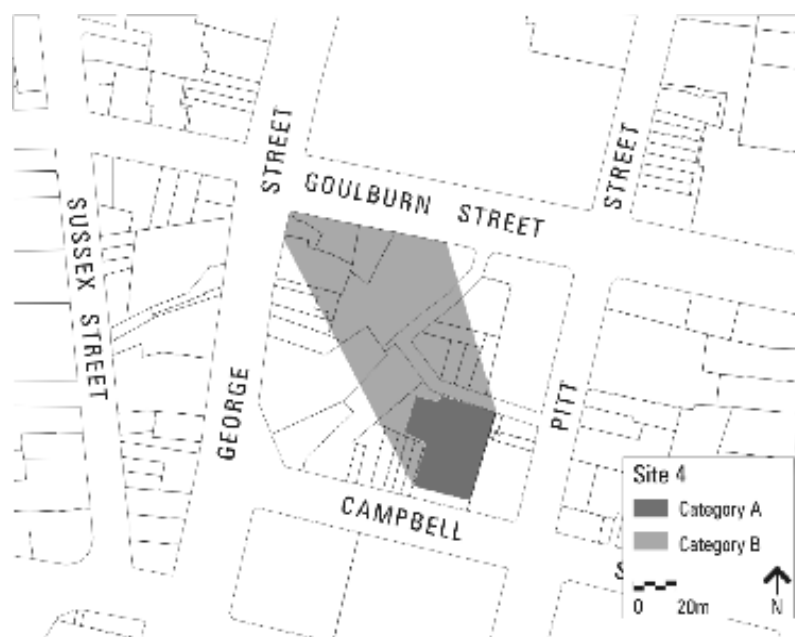 STREET
GOULBURN STREET
STREET
SUSSEX STREET
GEORGE
PITT
CAMPBELL
S
Site 4
Category A
Category B
0 20m
N